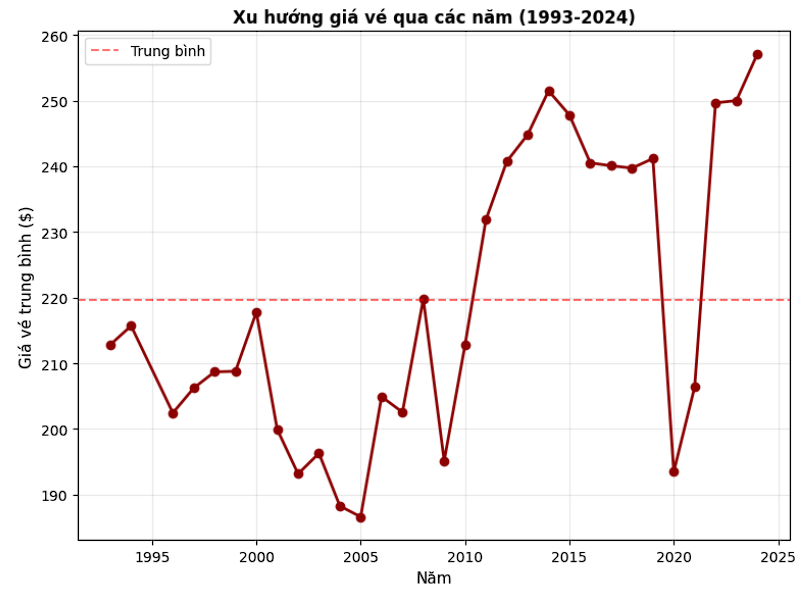 Xu hướng giá vé qua các năm (1993-2024)
Trung bình
Giá vé trung bình ($)
260
250
240
230
220
210
200
190
1995 2000 2005 2010 2015 2020 2025
Năm